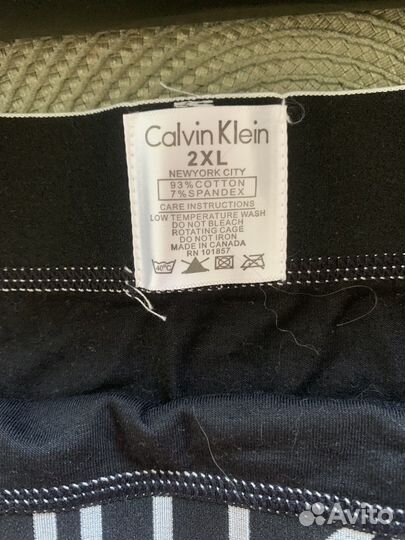 Calvin Klein
2XL
NEWYORK CITY
93%COTTON
7%SPANDEX
CARE INSTRUCTIONS
LOW TEMPERATURE WASH
DO NOT BLEACH
ROTATING CAGE
DO NOT IRON
MADE IN CANADA
RN 101857
40°C
Avito